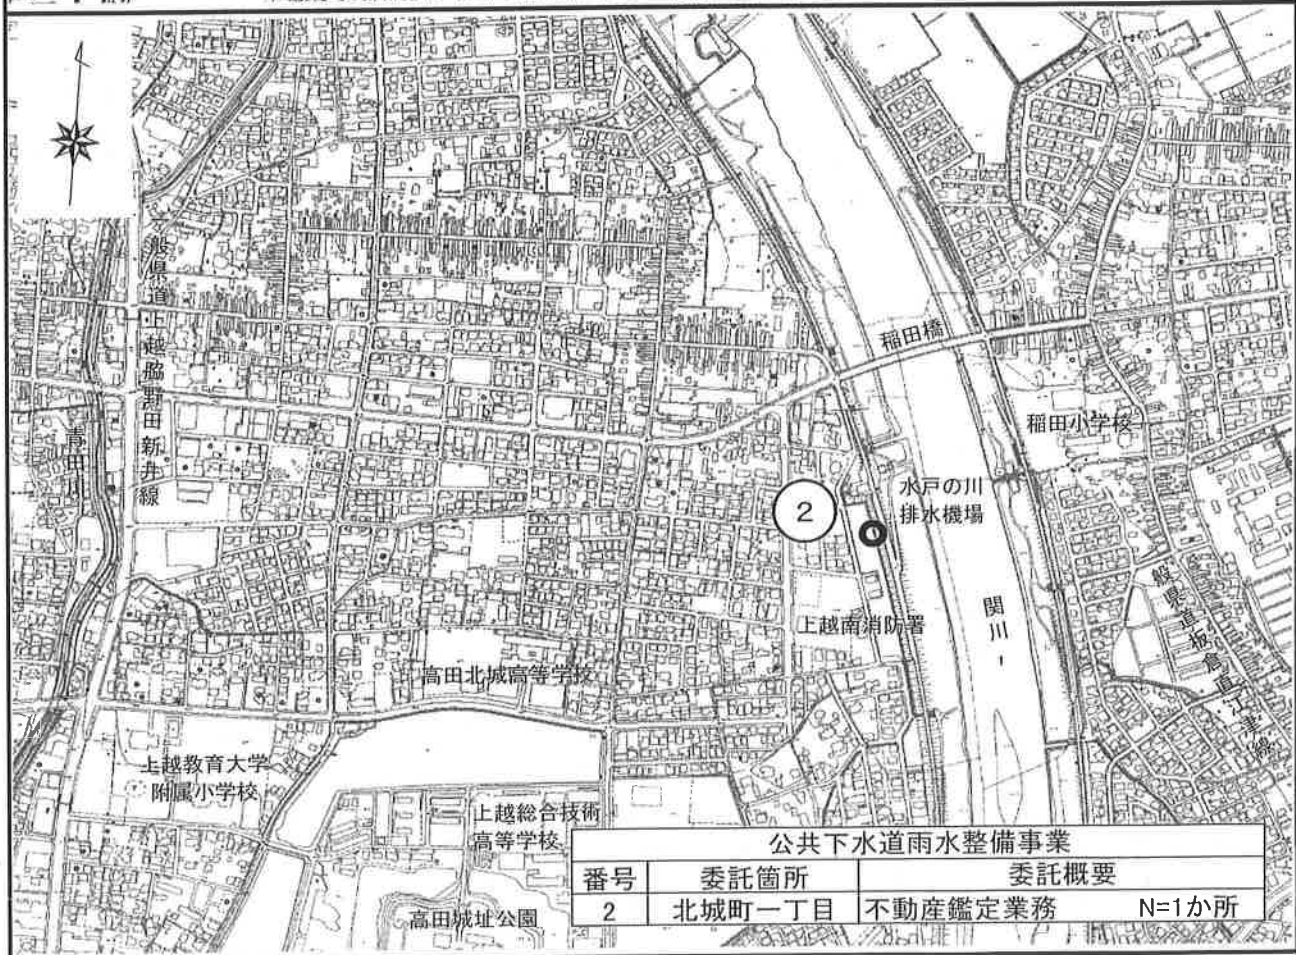 一般県道上越脇野田新井線
青田川
稲田橋
稲田小学校
水戸の川
排水機場
2
関川
上越南消防署
一般県道板倉直江津線
高田北城高等学校
上越教育大学
附属小学校
上越総合技術
高等学校
高田城址公園
公共下水道雨水整備事業
番号 委託箇所 委託概要
2 北城町一丁目 不動産鑑定業務 N=1か所